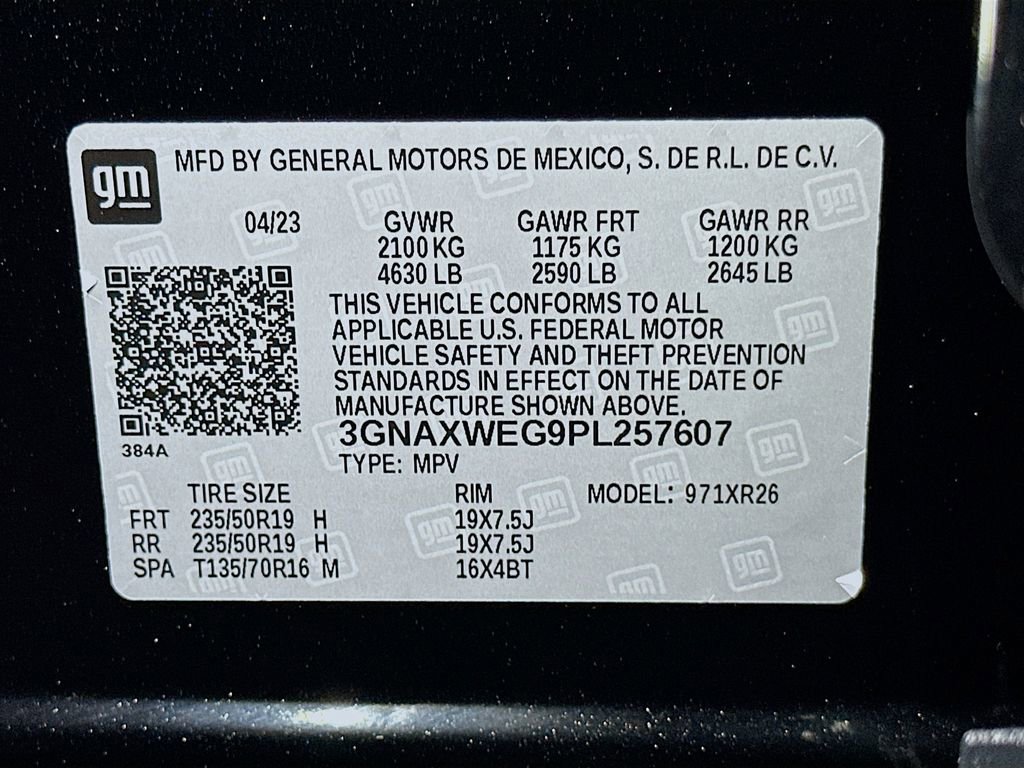 gm MFD BY GENERAL MOTORS DE MEXICO, S. DE R.L. DE C.V.
04/23 GVWR GAWR FRT GAWR RR
2100 KG 1175 KG 1200 KG
4630 LB 2590 LB 2645 LB
THIS VEHICLE CONFORMS TO ALL
APPLICABLE U.S. FEDERAL MOTOR
VEHICLE SAFETY AND THEFT PREVENTION
STANDARDS IN EFFECT ON THE DATE OF
MANUFACTURE SHOWN ABOVE.
3GNAXWEG9PL257607
384A
TYPE: MPV
TIRE SIZE RIM MODEL: 971XR26
FRT 235/50R19 H 19X7.5J
RR 235/50R19 H 19X7.5J
SPA T135/70R16 M 16X4BT